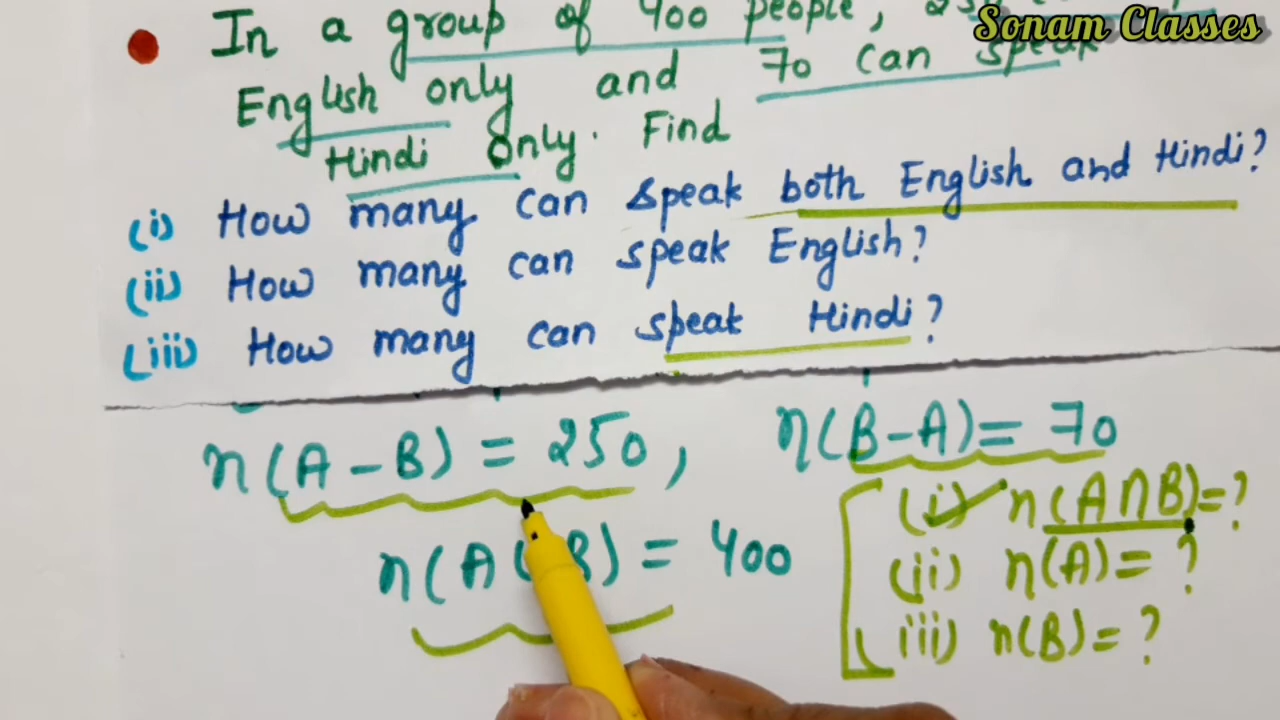 In a group of 400 people, 250
Sonam Classes
English only and 70 can speak
Hindi only. Find
(i) How many can speak both English and Hindi?
(ii) How many can speak English?
(iii) How many can speak Hindi?
n(A-B) = 250, n(B-A) = 70
(i) n(A∩B)=?
n(A B) = 400
(ii) n(A)= ?
(iii) n(B)= ?